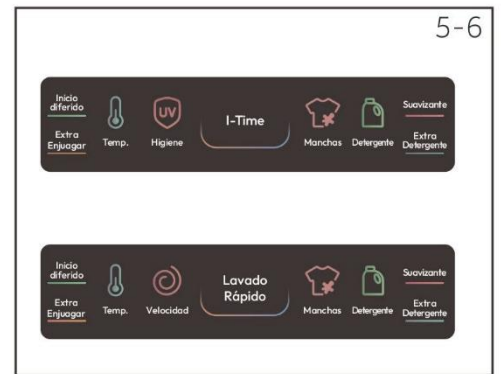 5-6
Inicio
diferido
Extra
Enjuagar
Temp.
UV
Higiene
I-Time
Manchas
Detergente
Suavizante
Extra
Detergente
Inicio
diferido
Extra
Enjuagar
Temp.
Velocidad
Lavado
Rápido
Manchas
Detergente
Suavizante
Extra
Detergente